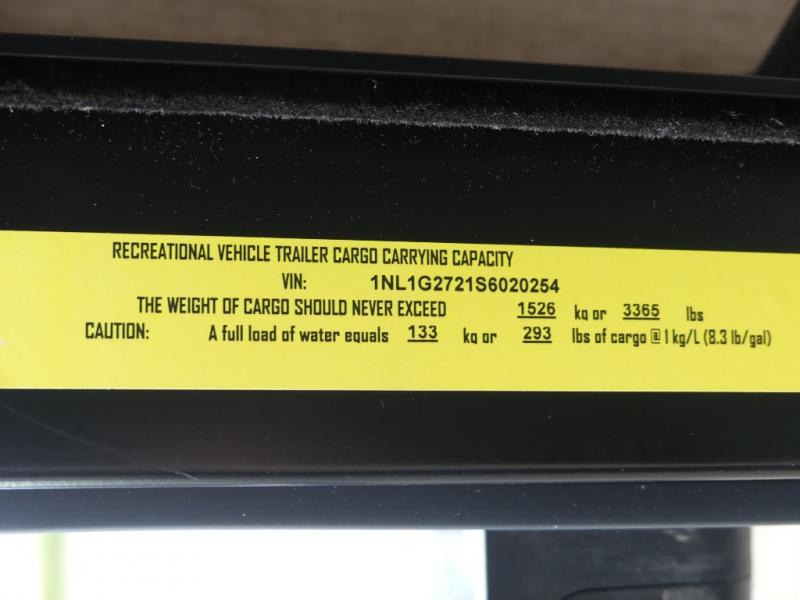 RECREATIONAL VEHICLE TRAILER CARGO CARRYING CAPACITY
VIN: 1NL1G2721S6020254
THE WEIGHT OF CARGO SHOULD NEVER EXCEED 1526 kg or 3365 lbs
CAUTION: A full load of water equals 133 kg or 293 lbs of cargo @ 1 kg/L (8.3 lb/gal)